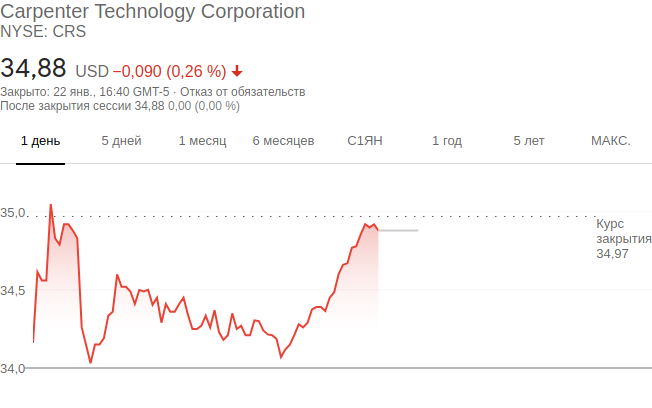 Carpenter Technology Corporation
NYSE: CRS
34,88 USD −0,090 (0,26 %)
Закрыто: 22 янв., 16:40 GMT-5 · Отказ от обязательств
После закрытия сессии 34,88 0,00 (0,00 %)
1 день 5 дней 1 месяц 6 месяцев С1ЯН 1 год 5 лет МАКС.
35,0
Курс
закрытия
34,97
34,5
34,0